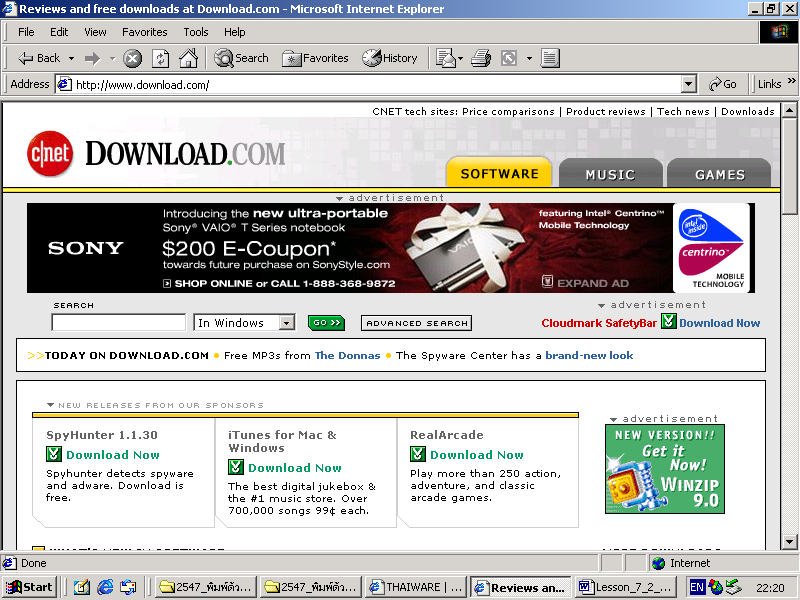 Reviews and free downloads at Download.com - Microsoft Internet Explorer
File Edit View Favorites Tools Help
Back Search Favorites History
Address http://www.download.com/ Go Links »
CNET tech sites: Price comparisons | Product reviews | Tech news | Downloads
c|net DOWNLOAD.COM
SOFTWARE MUSIC GAMES
advertisement
SONY
Introducing the new ultra-portable
Sony® VAIO® T Series notebook
$200 E-Coupon*
towards future purchase on SonyStyle.com
SHOP ONLINE or CALL 1-888-368-9872
VAIO
featuring Intel® Centrino™
Mobile Technology
EXPAND AD
intel inside
centrino™
MOBILE
TECHNOLOGY
SEARCH
In Windows GO >> ADVANCED SEARCH
advertisement
Cloudmark SafetyBar Download Now
>>TODAY ON DOWNLOAD.COM Free MP3s from The Donnas The Spyware Center has a brand-new look
NEW RELEASES FROM OUR SPONSORS
SpyHunter 1.1.30
Download Now
Spyhunter detects spyware
and adware. Download is
free.
iTunes for Mac &
Windows
Download Now
The best digital jukebox &
the #1 music store. Over
700,000 songs 99¢ each.
RealArcade
Download Now
Play more than 250 action,
adventure, and classic
arcade games.
advertisement
NEW VERSION!!
Get it
Now!
WINZIP
9.0
Done Internet
Start 2547_พิมพ์ตัว... 2547_พิมพ์ตัว... THAIWARE | ... Reviews an... Lesson_7_2_... EN 22:20